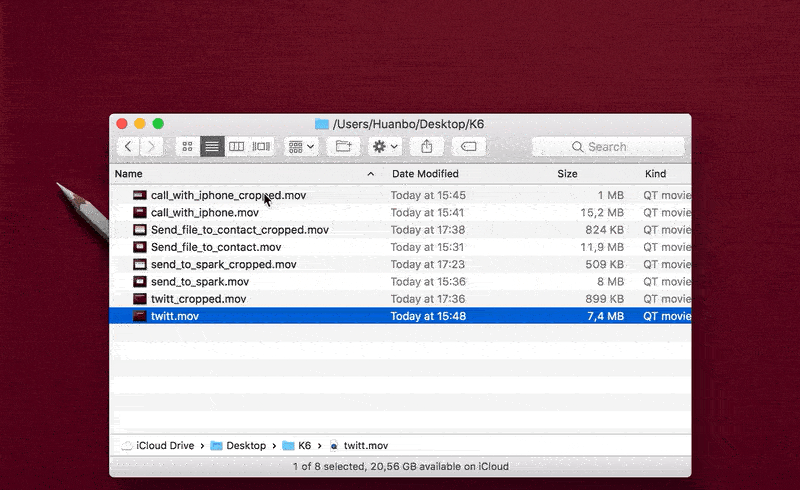 /Users/Huanbo/Desktop/K6
Search
Name Date Modified Size Kind
call_with_iphone_cropped.mov Today at 15:45 1 MB QT movie
call_with_iphone.mov Today at 15:41 15,2 MB QT movie
Send_file_to_contact_cropped.mov Today at 17:38 824 KB QT movie
Send_file_to_contact.mov Today at 15:31 11,9 MB QT movie
send_to_spark_cropped.mov Today at 17:23 509 KB QT movie
send_to_spark.mov Today at 15:36 8 MB QT movie
twitt_cropped.mov Today at 17:36 899 KB QT movie
twitt.mov Today at 15:48 7,4 MB QT movie
iCloud Drive > Desktop > K6 > twitt.mov
1 of 8 selected, 20,56 GB available on iCloud